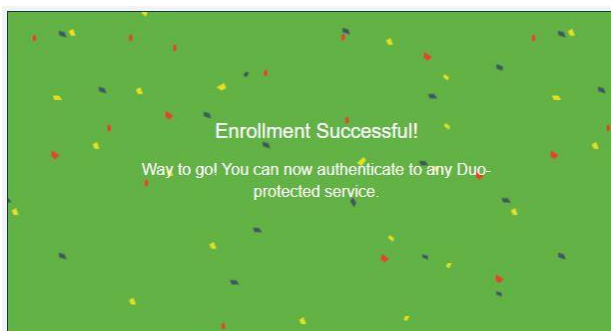 Enrollment Successful!
Way to go! You can now authenticate to any Duo-
protected service.